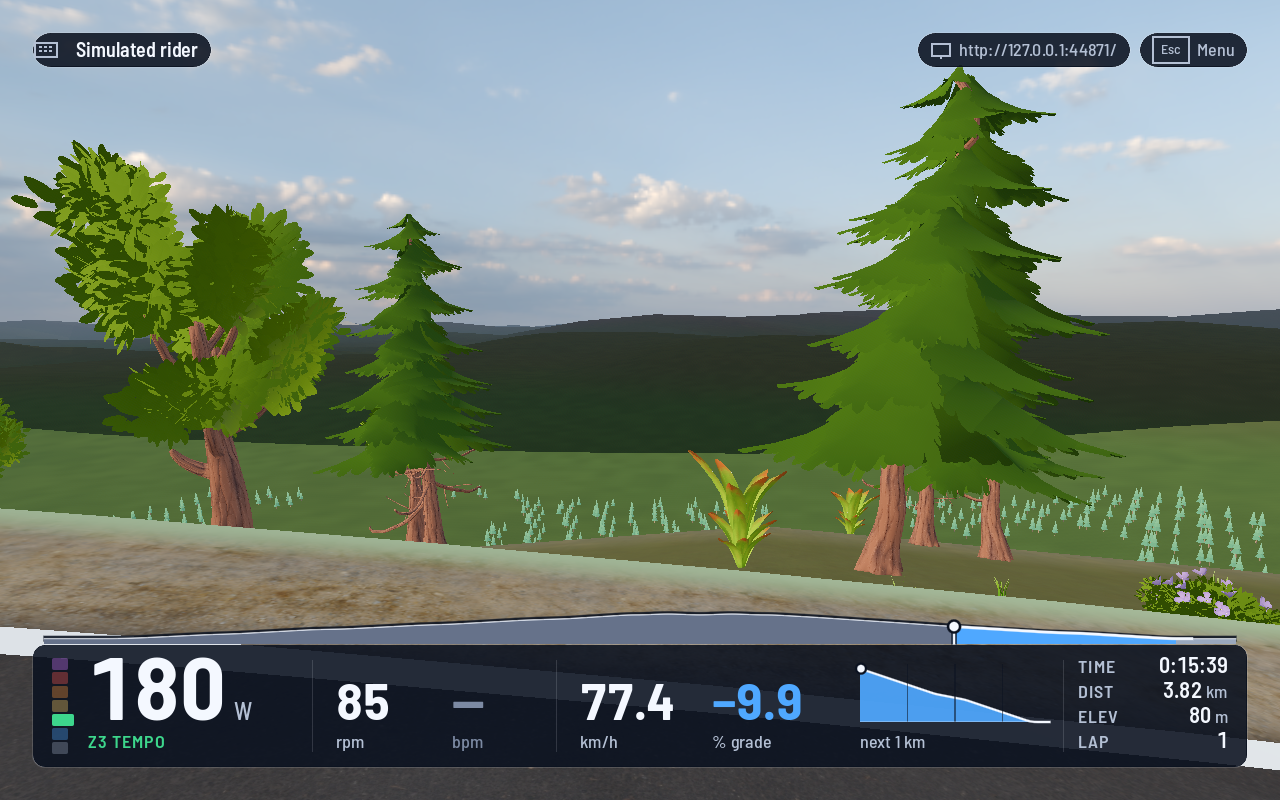 Simulated rider
http://127.0.0.1:44871/
Esc Menu
180 W
Z3 TEMPO
85
rpm
—
bpm
77.4
km/h
−9.9
% grade
next 1 km
TIME 0:15:39
DIST 3.82 km
ELEV 80 m
LAP 1